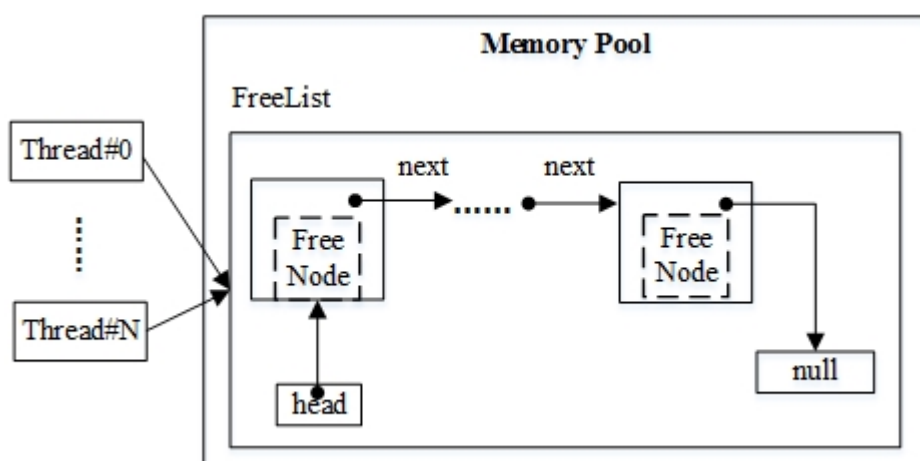 Memory Pool
FreeList
Thread#0
next
next
......
Free
Node
Free
Node
Thread#N
null
head